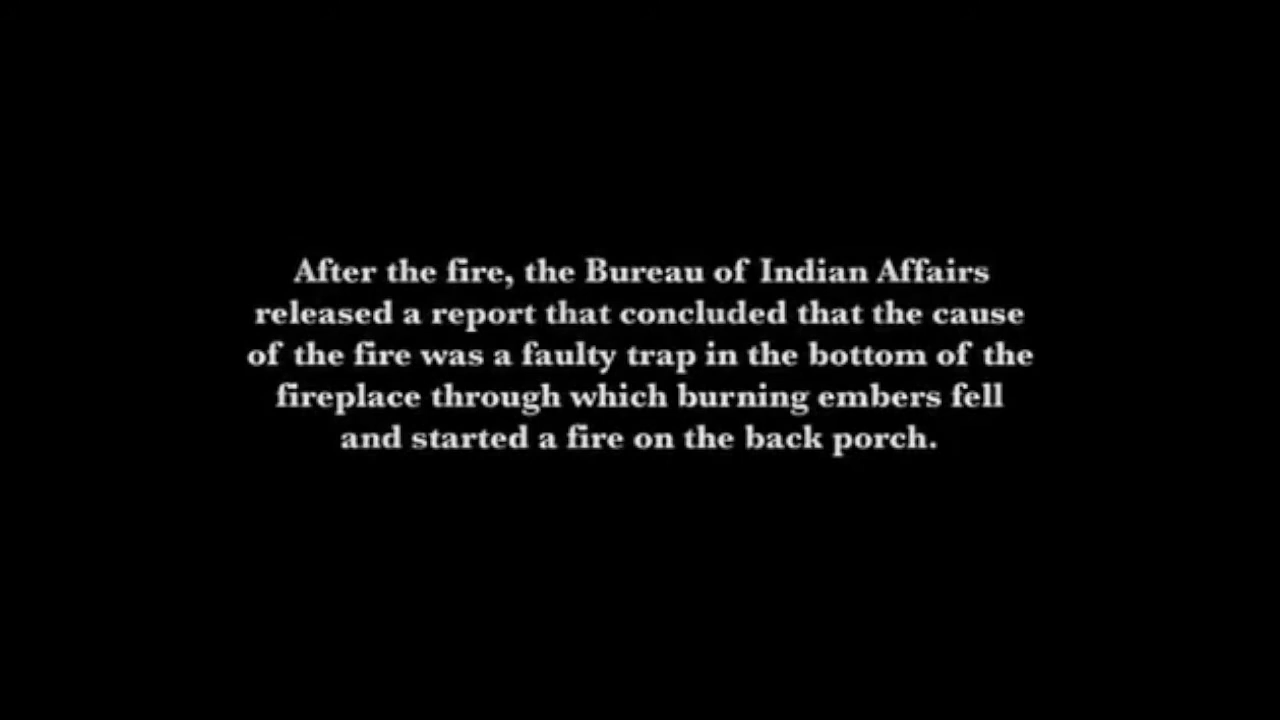 After the fire, the Bureau of Indian Affairs
released a report that concluded that the cause
of the fire was a faulty trap in the bottom of the
fireplace through which burning embers fell
and started a fire on the back porch.